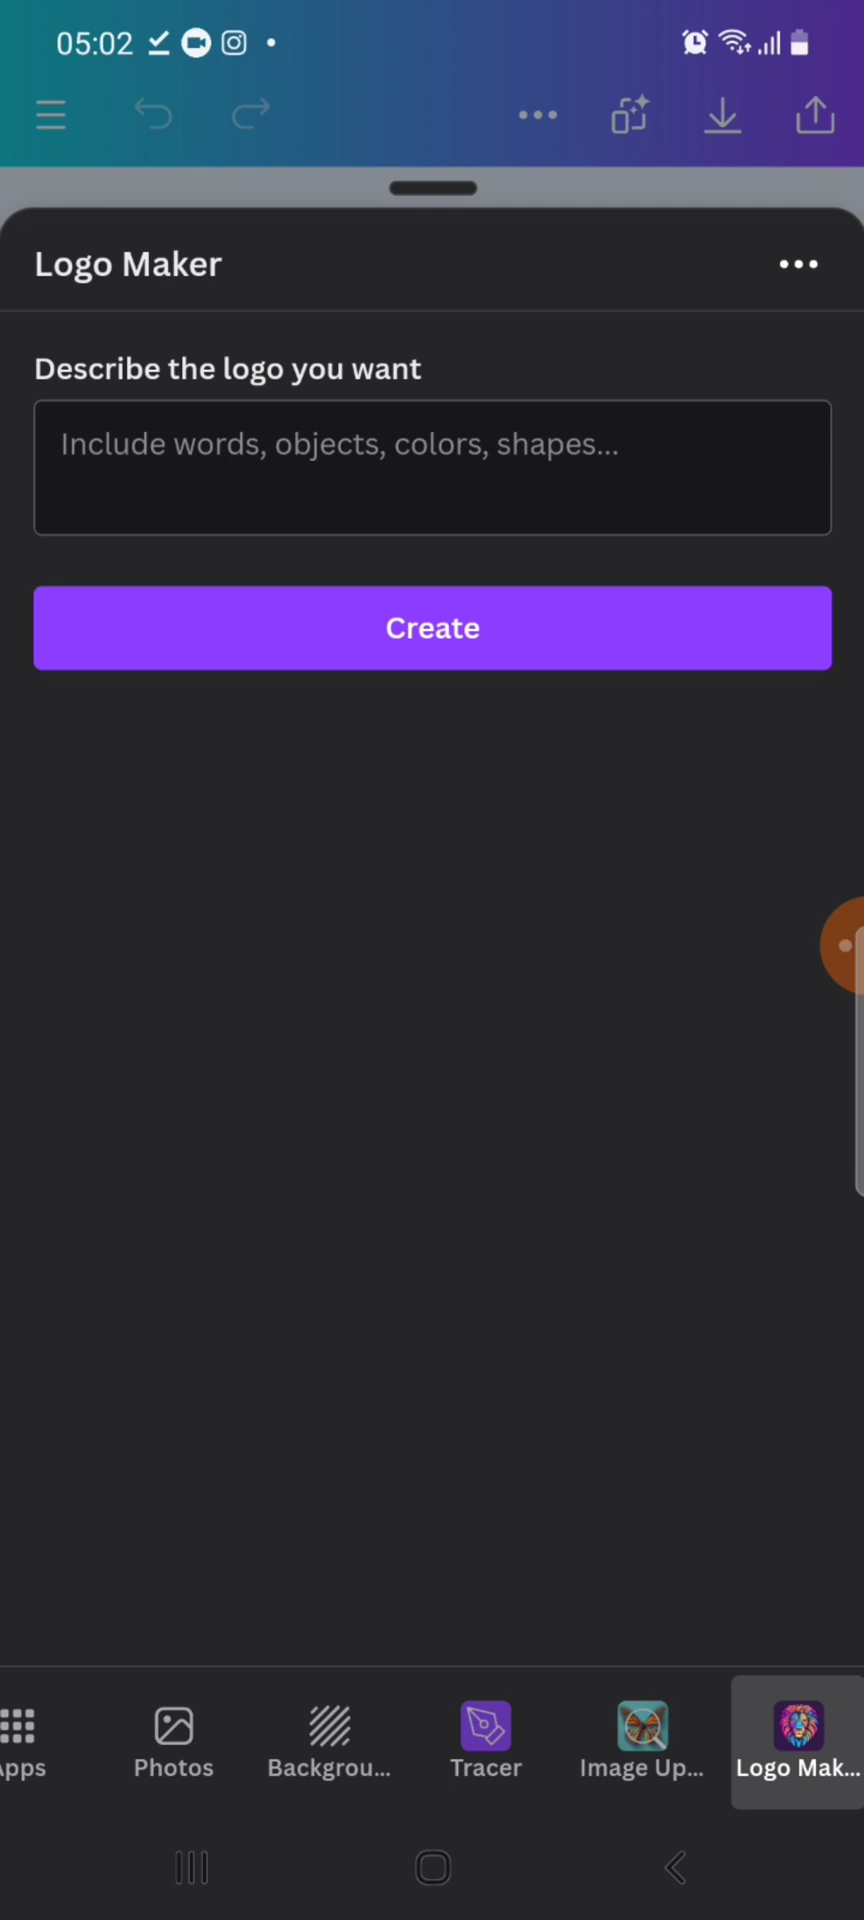 05:02
Logo Maker
Describe the logo you want
Include words, objects, colors, shapes...
Create
Apps
Photos
Backgrou...
Tracer
Image Up...
Logo Mak...